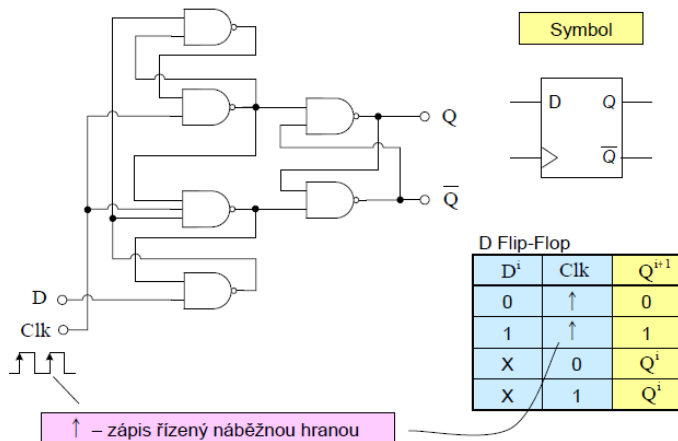 Symbol
D Q
Q̅
Q
Q̅
D
Clk
D Flip-Flop
Dⁱ Clk Qⁱ⁺¹
0 ↑ 0
1 ↑ 1
X 0 Qⁱ
X 1 Qⁱ
↑ – zápis řízený náběžnou hranou